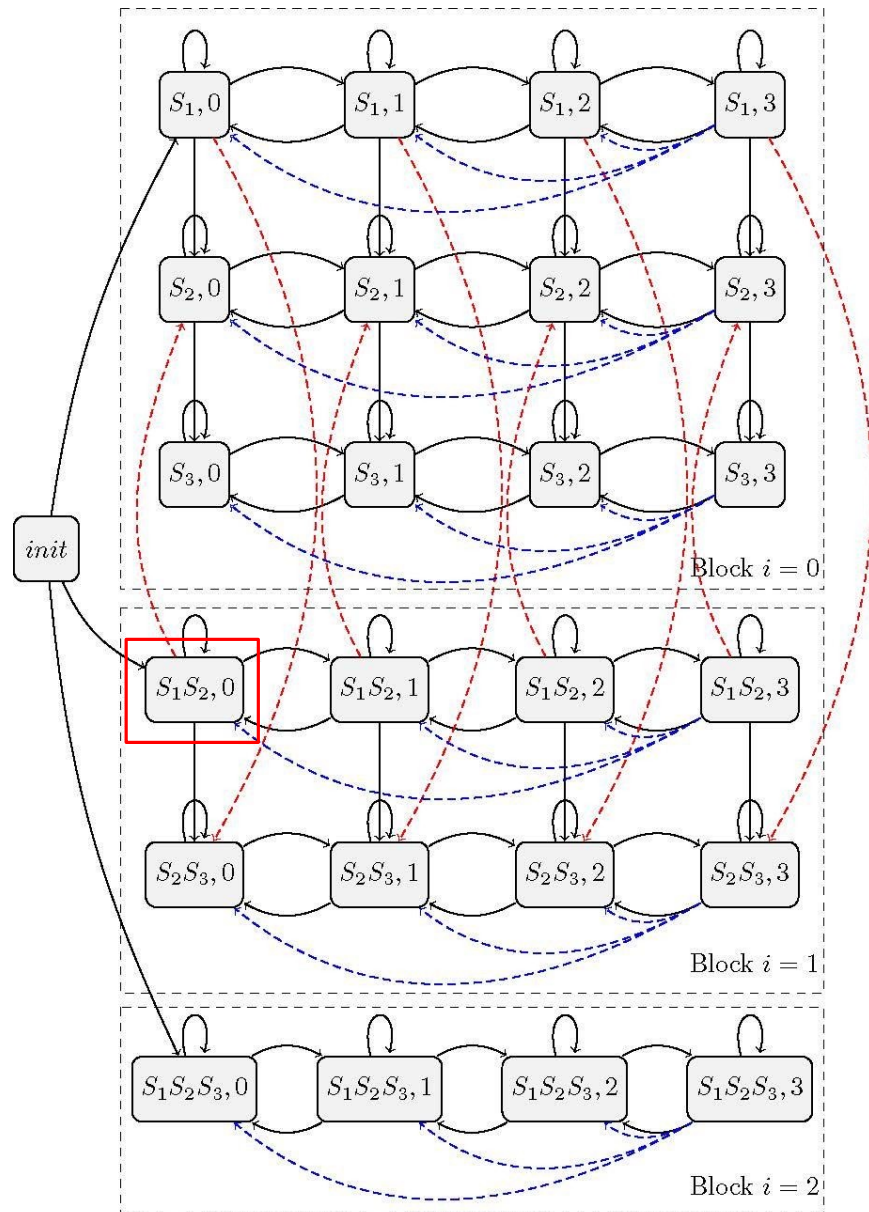 $S_1, 0$ $S_1, 1$ $S_1, 2$ $S_1, 3$
$S_2, 0$ $S_2, 1$ $S_2, 2$ $S_2, 3$
$S_3, 0$ $S_3, 1$ $S_3, 2$ $S_3, 3$
init
Block $i = 0$
$S_1S_2, 0$ $S_1S_2, 1$ $S_1S_2, 2$ $S_1S_2, 3$
$S_2S_3, 0$ $S_2S_3, 1$ $S_2S_3, 2$ $S_2S_3, 3$
Block $i = 1$
$S_1S_2S_3, 0$ $S_1S_2S_3, 1$ $S_1S_2S_3, 2$ $S_1S_2S_3, 3$
Block $i = 2$